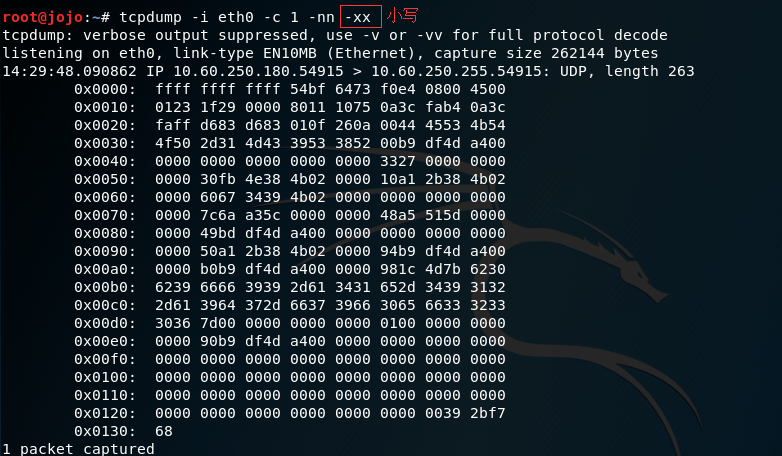 root@jojo:~# tcpdump -i eth0 -c 1 -nn -xx 小写
tcpdump: verbose output suppressed, use -v or -vv for full protocol decode
listening on eth0, link-type EN10MB (Ethernet), capture size 262144 bytes
14:29:48.090862 IP 10.60.250.180.54915 > 10.60.250.255.54915: UDP, length 263
0x0000: ffff ffff ffff 54bf 6473 f0e4 0800 4500
0x0010: 0123 1f29 0000 8011 1075 0a3c fab4 0a3c
0x0020: faff d683 d683 010f 260a 0044 4553 4b54
0x0030: 4f50 2d31 4d43 3953 3852 00b9 df4d a400
0x0040: 0000 0000 0000 0000 0000 3327 0000 0000
0x0050: 0000 30fb 4e38 4b02 0000 10a1 2b38 4b02
0x0060: 0000 6067 3439 4b02 0000 0000 0000 0000
0x0070: 0000 7c6a a35c 0000 0000 48a5 515d 0000
0x0080: 0000 49bd df4d a400 0000 0000 0000 0000
0x0090: 0000 50a1 2b38 4b02 0000 94b9 df4d a400
0x00a0: 0000 b0b9 df4d a400 0000 981c 4d7b 6230
0x00b0: 6239 6666 3939 2d61 3431 652d 3439 3132
0x00c0: 2d61 3964 372d 6637 3966 3065 6633 3233
0x00d0: 3036 7d00 0000 0000 0000 0100 0000 0000
0x00e0: 0000 90b9 df4d a400 0000 0000 0000 0000
0x00f0: 0000 0000 0000 0000 0000 0000 0000 0000
0x0100: 0000 0000 0000 0000 0000 0000 0000 0000
0x0110: 0000 0000 0000 0000 0000 0000 0000 0000
0x0120: 0000 0000 0000 0000 0000 0000 0039 2bf7
0x0130: 68
1 packet captured